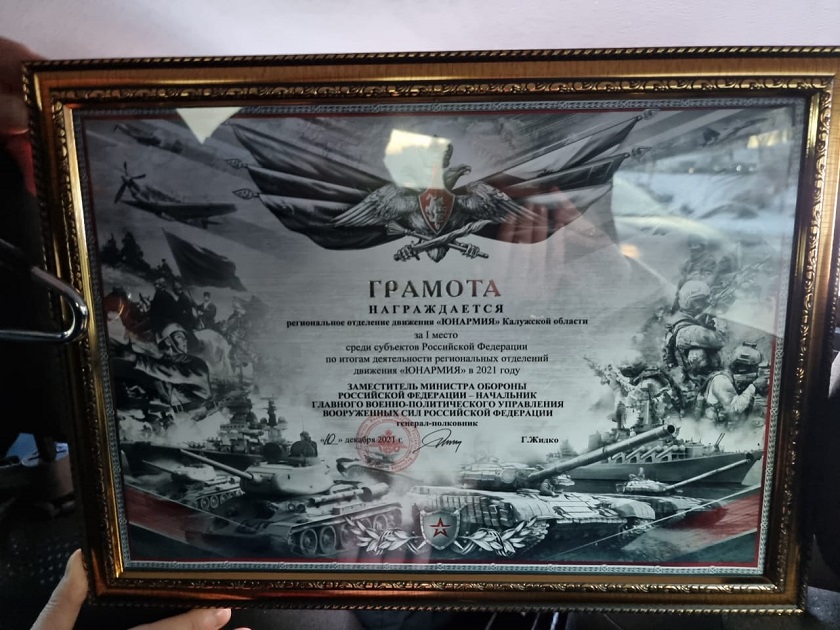 ГРАМОТА
НАГРАЖДАЕТСЯ
региональное отделение движения «ЮНАРМИЯ» Калужской области
за I место
среди субъектов Российской Федерации
по итогам деятельности региональных отделений
движения «ЮНАРМИЯ» в 2021 году
ЗАМЕСТИТЕЛЬ МИНИСТРА ОБОРОНЫ
РОССИЙСКОЙ ФЕДЕРАЦИИ – НАЧАЛЬНИК
ГЛАВНОГО ВОЕННО-ПОЛИТИЧЕСКОГО УПРАВЛЕНИЯ
ВООРУЖЕННЫХ СИЛ РОССИЙСКОЙ ФЕДЕРАЦИИ
генерал-полковник
«10» декабря 2021 г. Г.Жидко